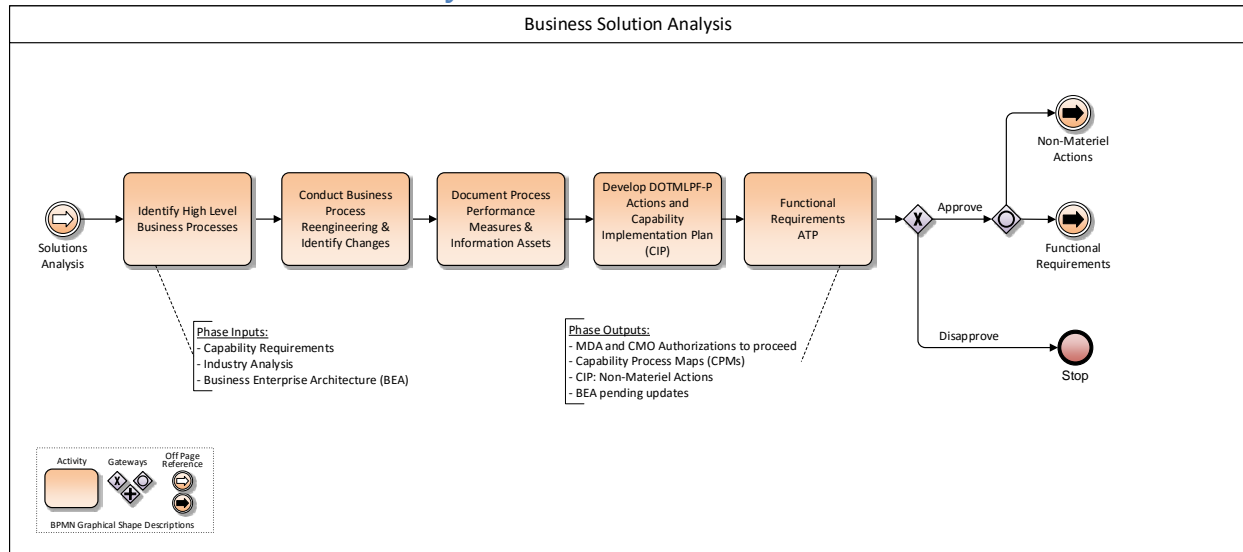 Business Solution Analysis
Solutions
Analysis
Identify High Level
Business Processes
Conduct Business
Process
Reengineering &
Identify Changes
Document Process
Performance
Measures &
Information Assets
Develop DOTMLPF-P
Actions and
Capability
Implementation Plan
(CIP)
Functional
Requirements
ATP
X
Approve
Non-Materiel
Actions
Functional
Requirements
Disapprove
Stop
Phase Inputs:
- Capability Requirements
- Industry Analysis
- Business Enterprise Architecture (BEA)
Phase Outputs:
- MDA and CMO Authorizations to proceed
- Capability Process Maps (CPMs)
- CIP: Non-Materiel Actions
- BEA pending updates
Activity
Gateways
Off Page
Reference
X
BPMN Graphical Shape Descriptions